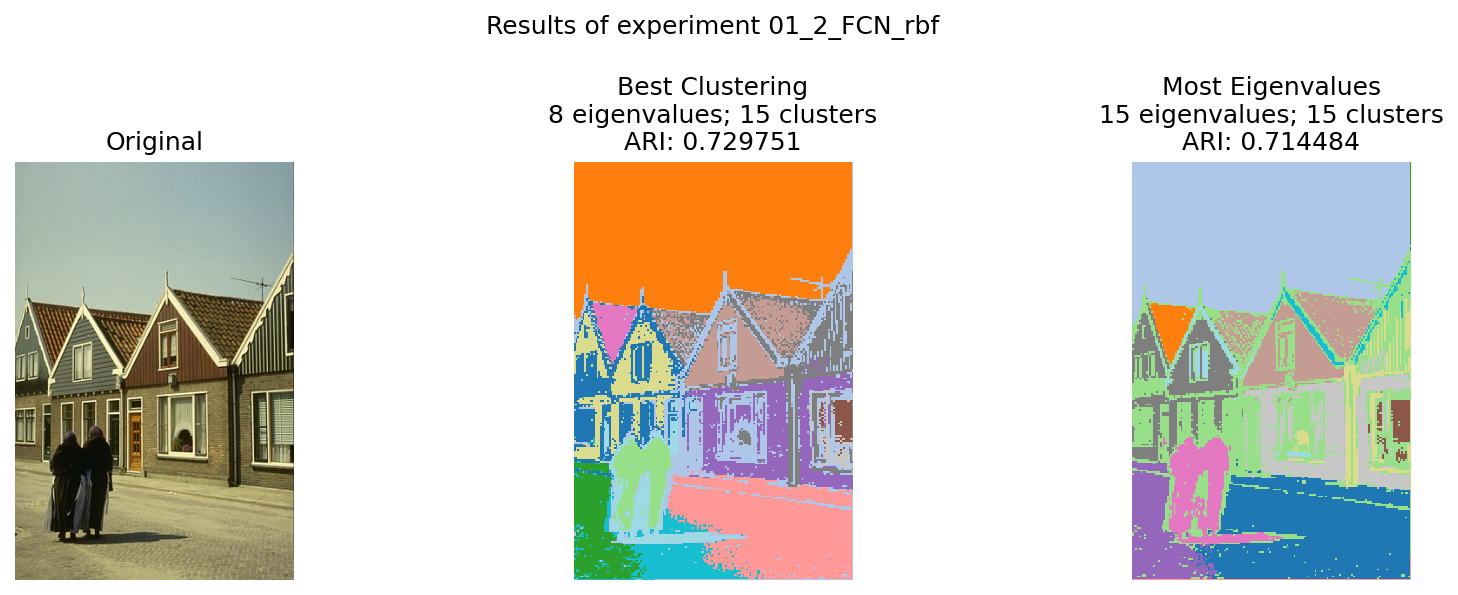 Results of experiment 01_2_FCN_rbf
Original
Best Clustering
8 eigenvalues; 15 clusters
ARI: 0.729751
Most Eigenvalues
15 eigenvalues; 15 clusters
ARI: 0.714484